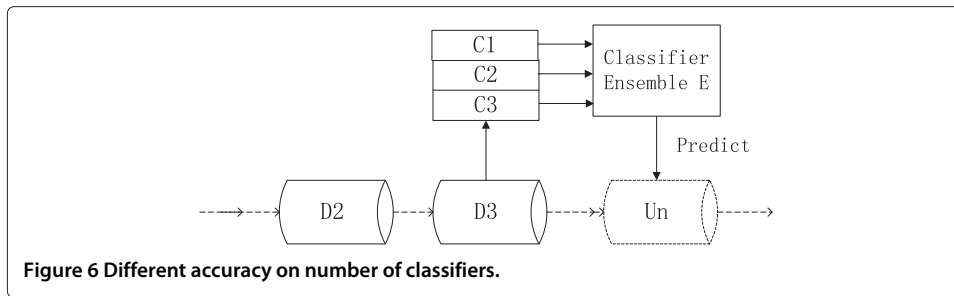 C1
C2
C3
Classifier
Ensemble E
Predict
D2
D3
Un
Figure 6 Different accuracy on number of classifiers.